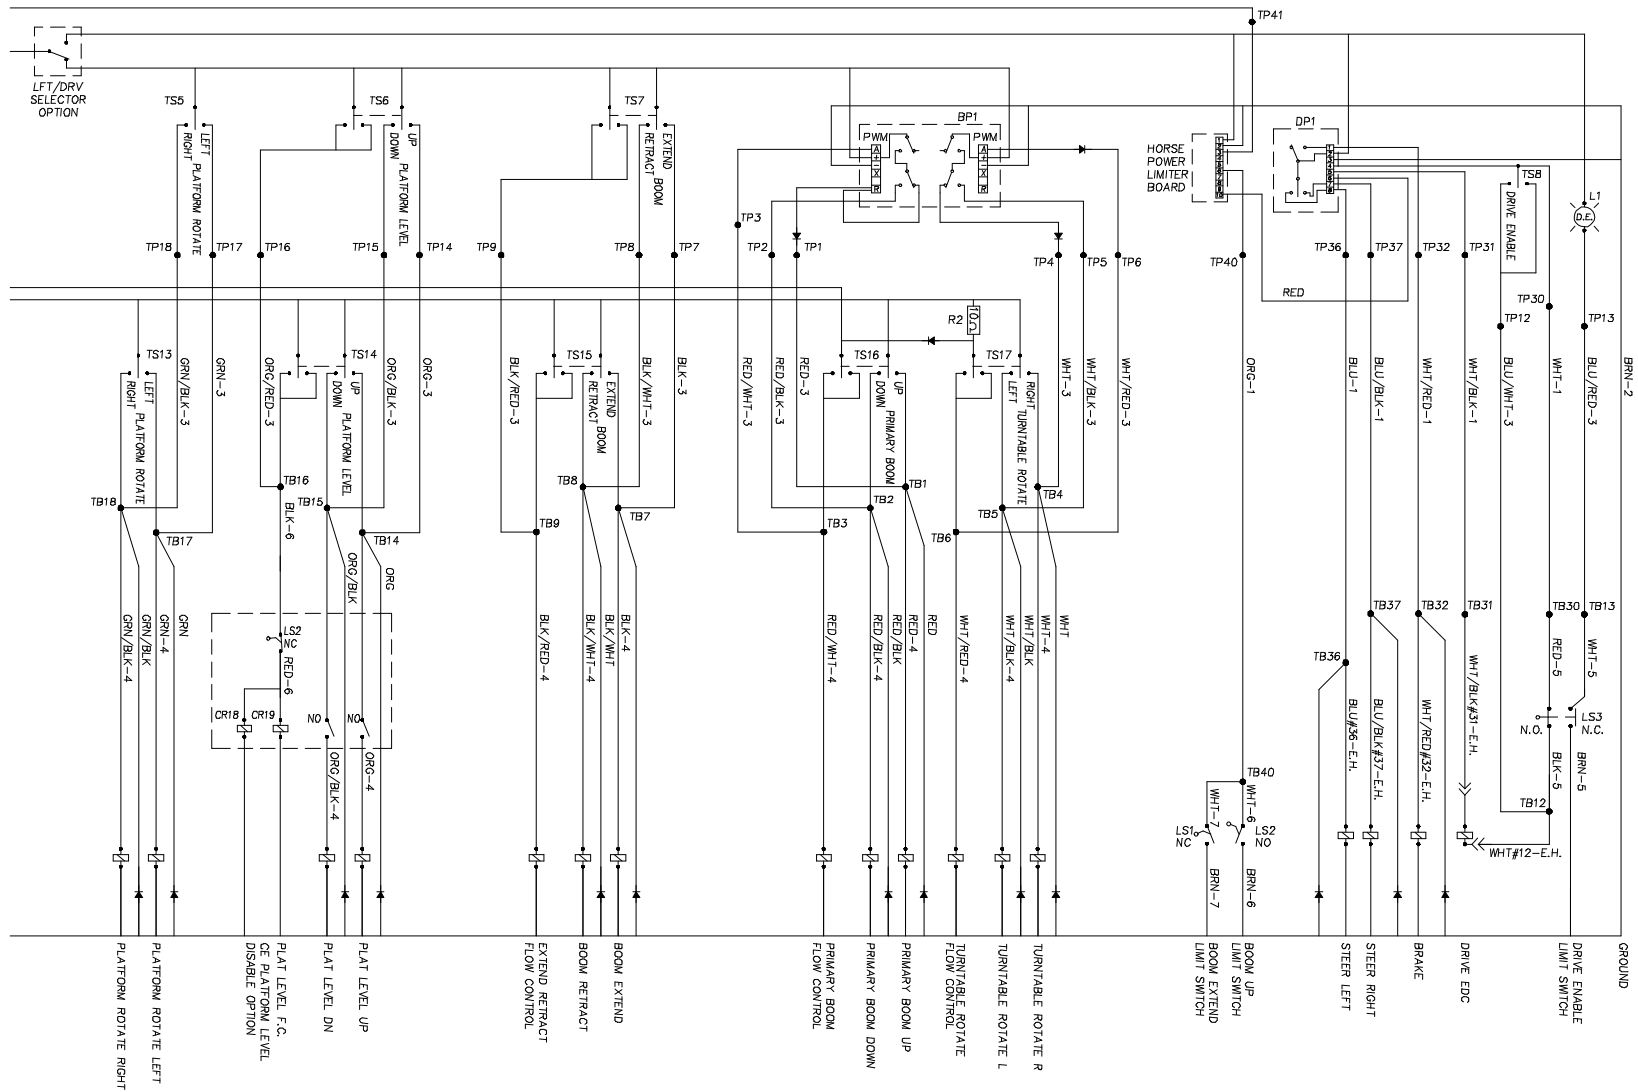 TP41
LFT/DRV
SELECTOR
OPTION
TS5
TS6
TS7
BP1
PWM
PWM
A
+
-
X
R
A
+
-
X
R
DP1
HORSE
POWER
LIMITER
BOARD
TS8
DRIVE ENABLE
L1
D.E.
LEFT
RIGHT
PLATFORM ROTATE
UP
DOWN
PLATFORM LEVEL
EXTEND
RETRACT
BOOM
TP18
TP17
TP16
TP15
TP14
TP9
TP8
TP7
TP3
TP2
TP1
TP4
TP5
TP6
TP40
TP36
TP37
TP32
TP31
TP30
TP12
TP13
RED
R2
10Ω
TS13
TS14
TS15
TS16
TS17
GRN/BLK-3
GRN-3
ORG/RED-3
ORG/BLK-3
ORG-3
BLK/RED-3
BLK/WHT-3
BLK-3
RED/WHT-3
RED/BLK-3
RED-3
WHT-3
WHT/BLK-3
WHT/RED-3
ORG-1
BLU-1
BLU/BLK-1
WHT/RED-1
WHT/BLK-1
BLU/WHT-3
WHT-1
BLU/RED-3
BRN-2
LEFT
RIGHT
PLATFORM ROTATE
UP
DOWN
PLATFORM LEVEL
EXTEND
RETRACT
BOOM
UP
DOWN
PRIMARY BOOM
RIGHT
LEFT
TURNTABLE ROTATE
TB18
TB17
TB16
TB15
TB14
TB9
TB8
TB7
TB3
TB2
TB1
TB6
TB5
TB4
BLK-6
ORG/BLK
ORG
TB37
TB32
TB31
TB30
TB13
TB36
GRN/BLK-4
GRN/BLK
GRN-4
GRN
LS2
NC
RED-6
CR18
CR19
NO
NO
ORG/BLK-4
ORG-4
BLK/RED-4
BLK/WHT-4
BLK/WHT
BLK-4
RED/WHT-4
RED/BLK-4
RED/BLK
RED-4
RED
WHT/RED-4
WHT/BLK-4
WHT/BLK
WHT-4
WHT
BLU#36-E.H.
BLU/BLK#37-E.H.
WHT/RED#32-E.H.
WHT/BLK#31-E.H.
RED-5
WHT-5
LS3
N.C.
N.O.
BLK-5
BRN-5
TB12
WHT#12-E.H.
TB40
WHT-7
WHT-6
LS1
NC
LS2
NO
BRN-7
BRN-6
PLATFORM ROTATE RIGHT
PLATFORM ROTATE LEFT
PLAT LEVEL F.C.
CE PLATFORM LEVEL
DISABLE OPTION
PLAT LEVEL DN
PLAT LEVEL UP
EXTEND RETRACT
FLOW CONTROL
BOOM RETRACT
BOOM EXTEND
PRIMARY BOOM
FLOW CONTROL
PRIMARY BOOM DOWN
PRIMARY BOOM UP
TURNTABLE ROTATE
FLOW CONTROL
TURNTABLE ROTATE L
TURNTABLE ROTATE R
BOOM EXTEND
LIMIT SWITCH
BOOM UP
LIMIT SWITCH
STEER LEFT
STEER RIGHT
BRAKE
DRIVE EDC
DRIVE ENABLE
LIMIT SWITCH
GROUND